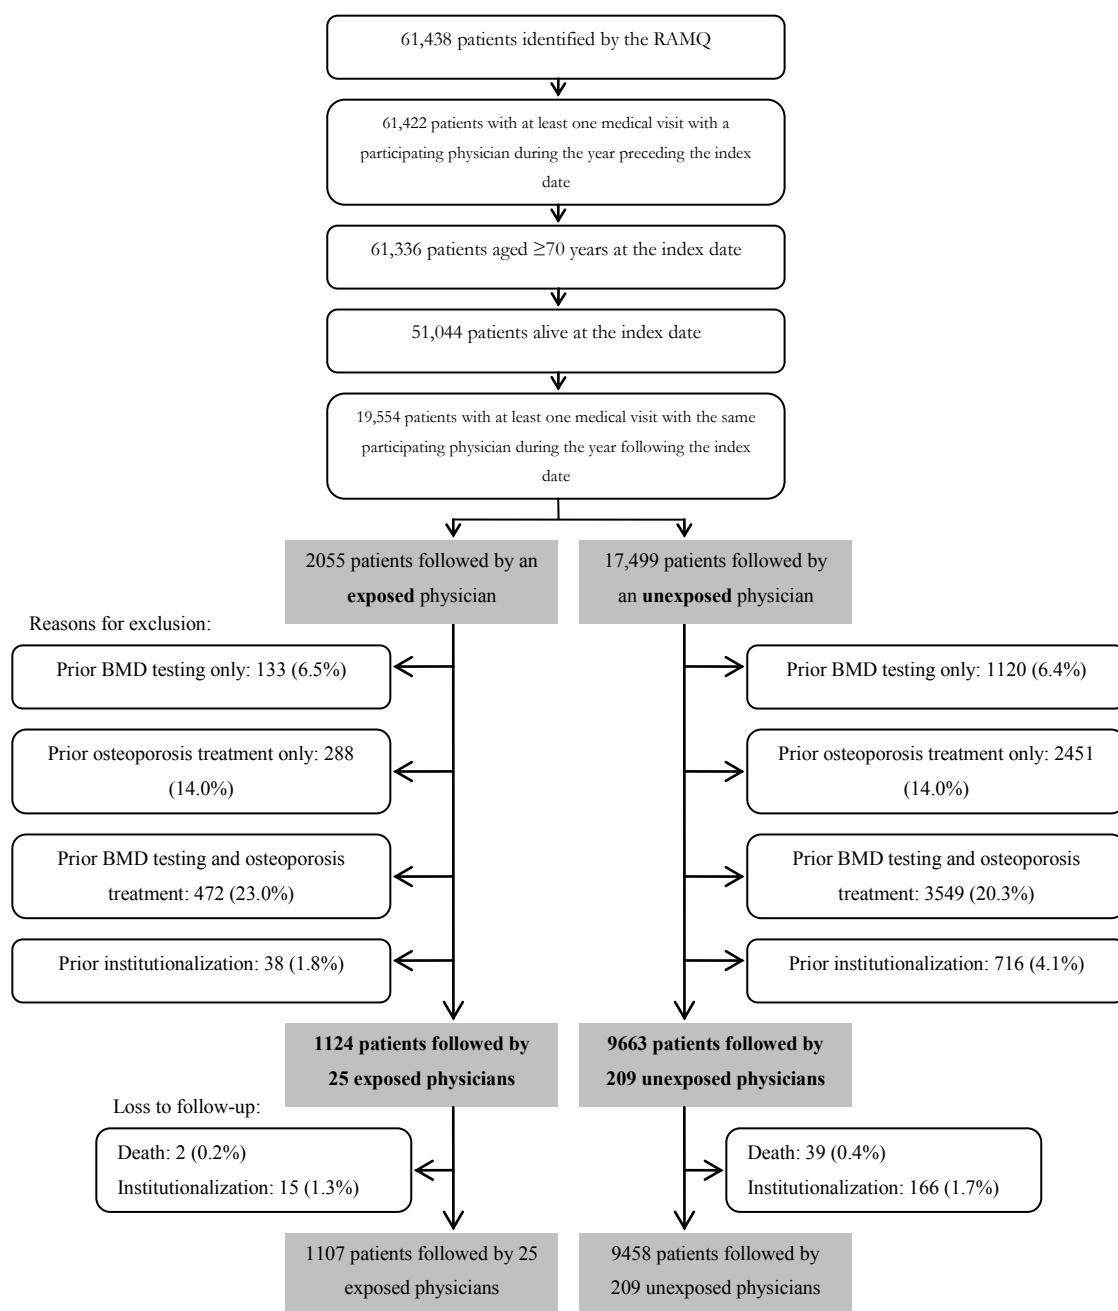 61,438 patients identified by the RAMQ
61,422 patients with at least one medical visit with a
participating physician during the year preceding the index
date
61,336 patients aged ≥70 years at the index date
51,044 patients alive at the index date
19,554 patients with at least one medical visit with the same
participating physician during the year following the index
date
2055 patients followed by an
exposed physician
17,499 patients followed by
an unexposed physician
Reasons for exclusion:
Prior BMD testing only: 133 (6.5%)
Prior BMD testing only: 1120 (6.4%)
Prior osteoporosis treatment only: 288
(14.0%)
Prior osteoporosis treatment only: 2451
(14.0%)
Prior BMD testing and osteoporosis
treatment: 472 (23.0%)
Prior BMD testing and osteoporosis
treatment: 3549 (20.3%)
Prior institutionalization: 38 (1.8%)
Prior institutionalization: 716 (4.1%)
1124 patients followed by
25 exposed physicians
9663 patients followed by
209 unexposed physicians
Loss to follow-up:
Death: 2 (0.2%)
Institutionalization: 15 (1.3%)
Death: 39 (0.4%)
Institutionalization: 166 (1.7%)
1107 patients followed by 25
exposed physicians
9458 patients followed by
209 unexposed physicians